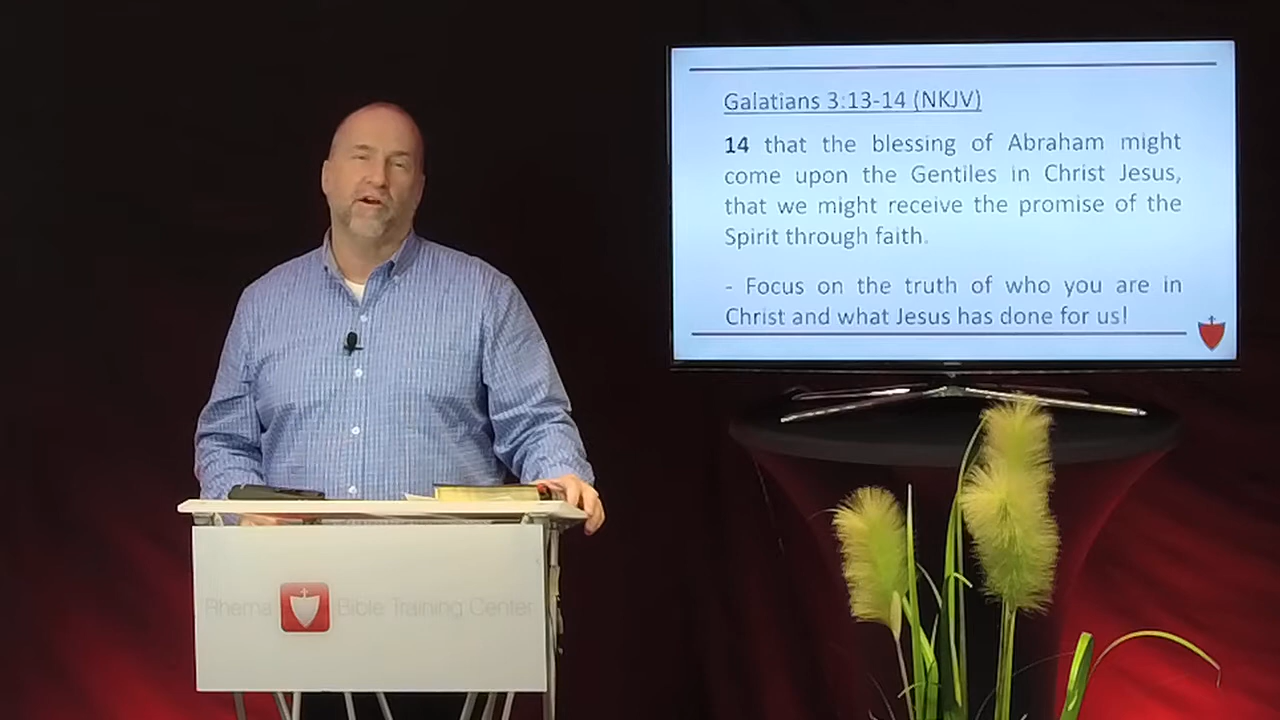 Galatians 3:13-14 (NKJV)
14 that the blessing of Abraham might
come upon the Gentiles in Christ Jesus,
that we might receive the promise of the
Spirit through faith.
- Focus on the truth of who you are in
Christ and what Jesus has done for us!
Rhema Bible Training Center